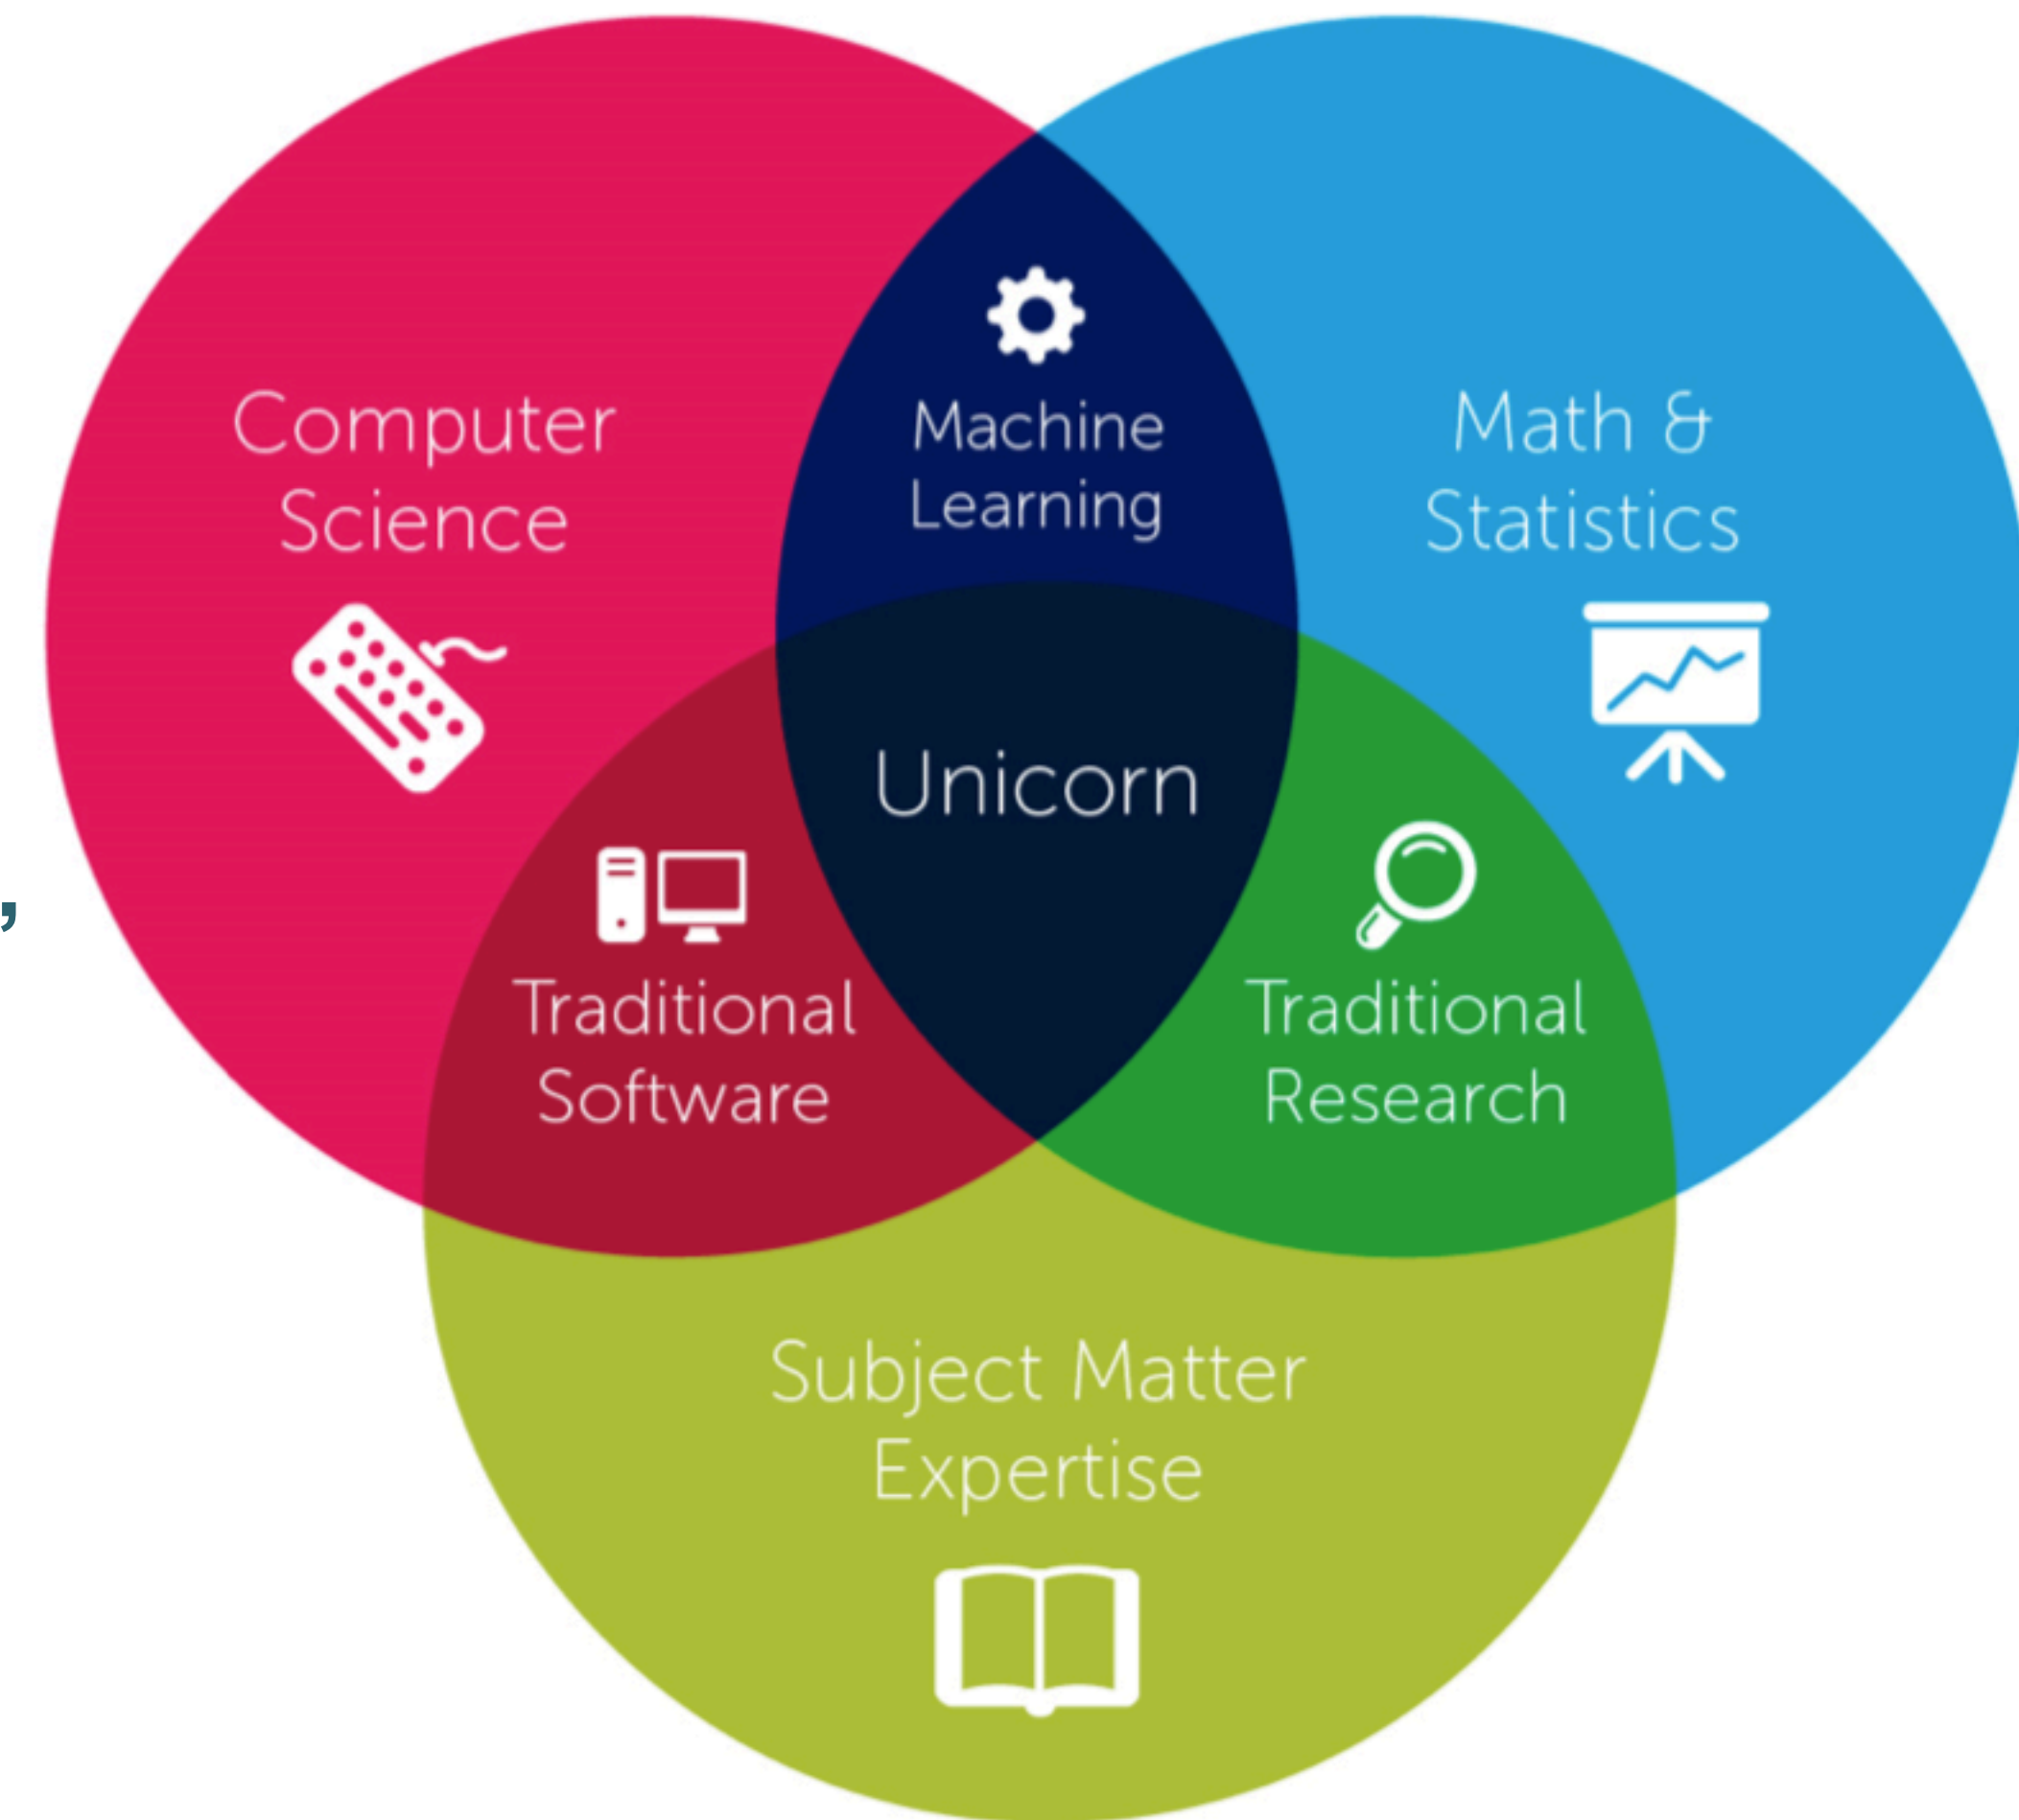 Computer
Science
Machine
Learning
Math &
Statistics
Unicorn
,
Traditional
Software
Traditional
Research
Subject Matter
Expertise